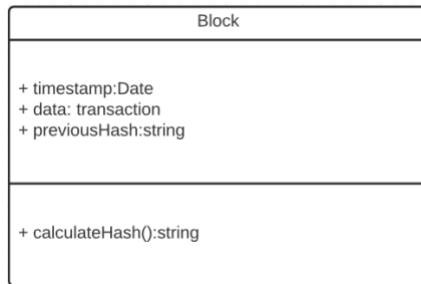 Block
+ timestamp:Date
+ data: transaction
+ previousHash:string
+ calculateHash():string